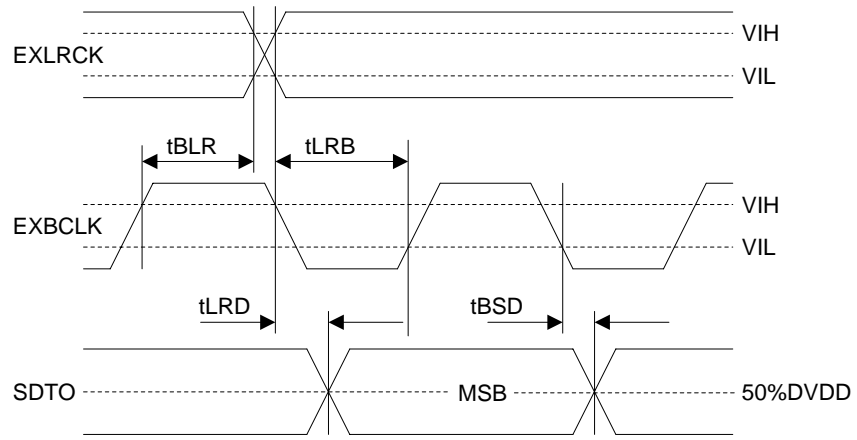 EXLRCK
VIH
VIL
tBLR
tLRB
EXBCLK
VIH
VIL
tLRD
tBSD
SDTO
MSB
50%DVDD